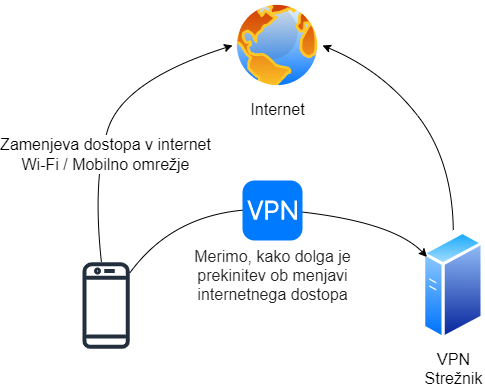 Internet
Zamenjeva dostopa v internet
Wi-Fi / Mobilno omrežje
VPN
Merimo, kako dolga je
prekinitev ob menjavi
internetnega dostopa
VPN
Strežnik